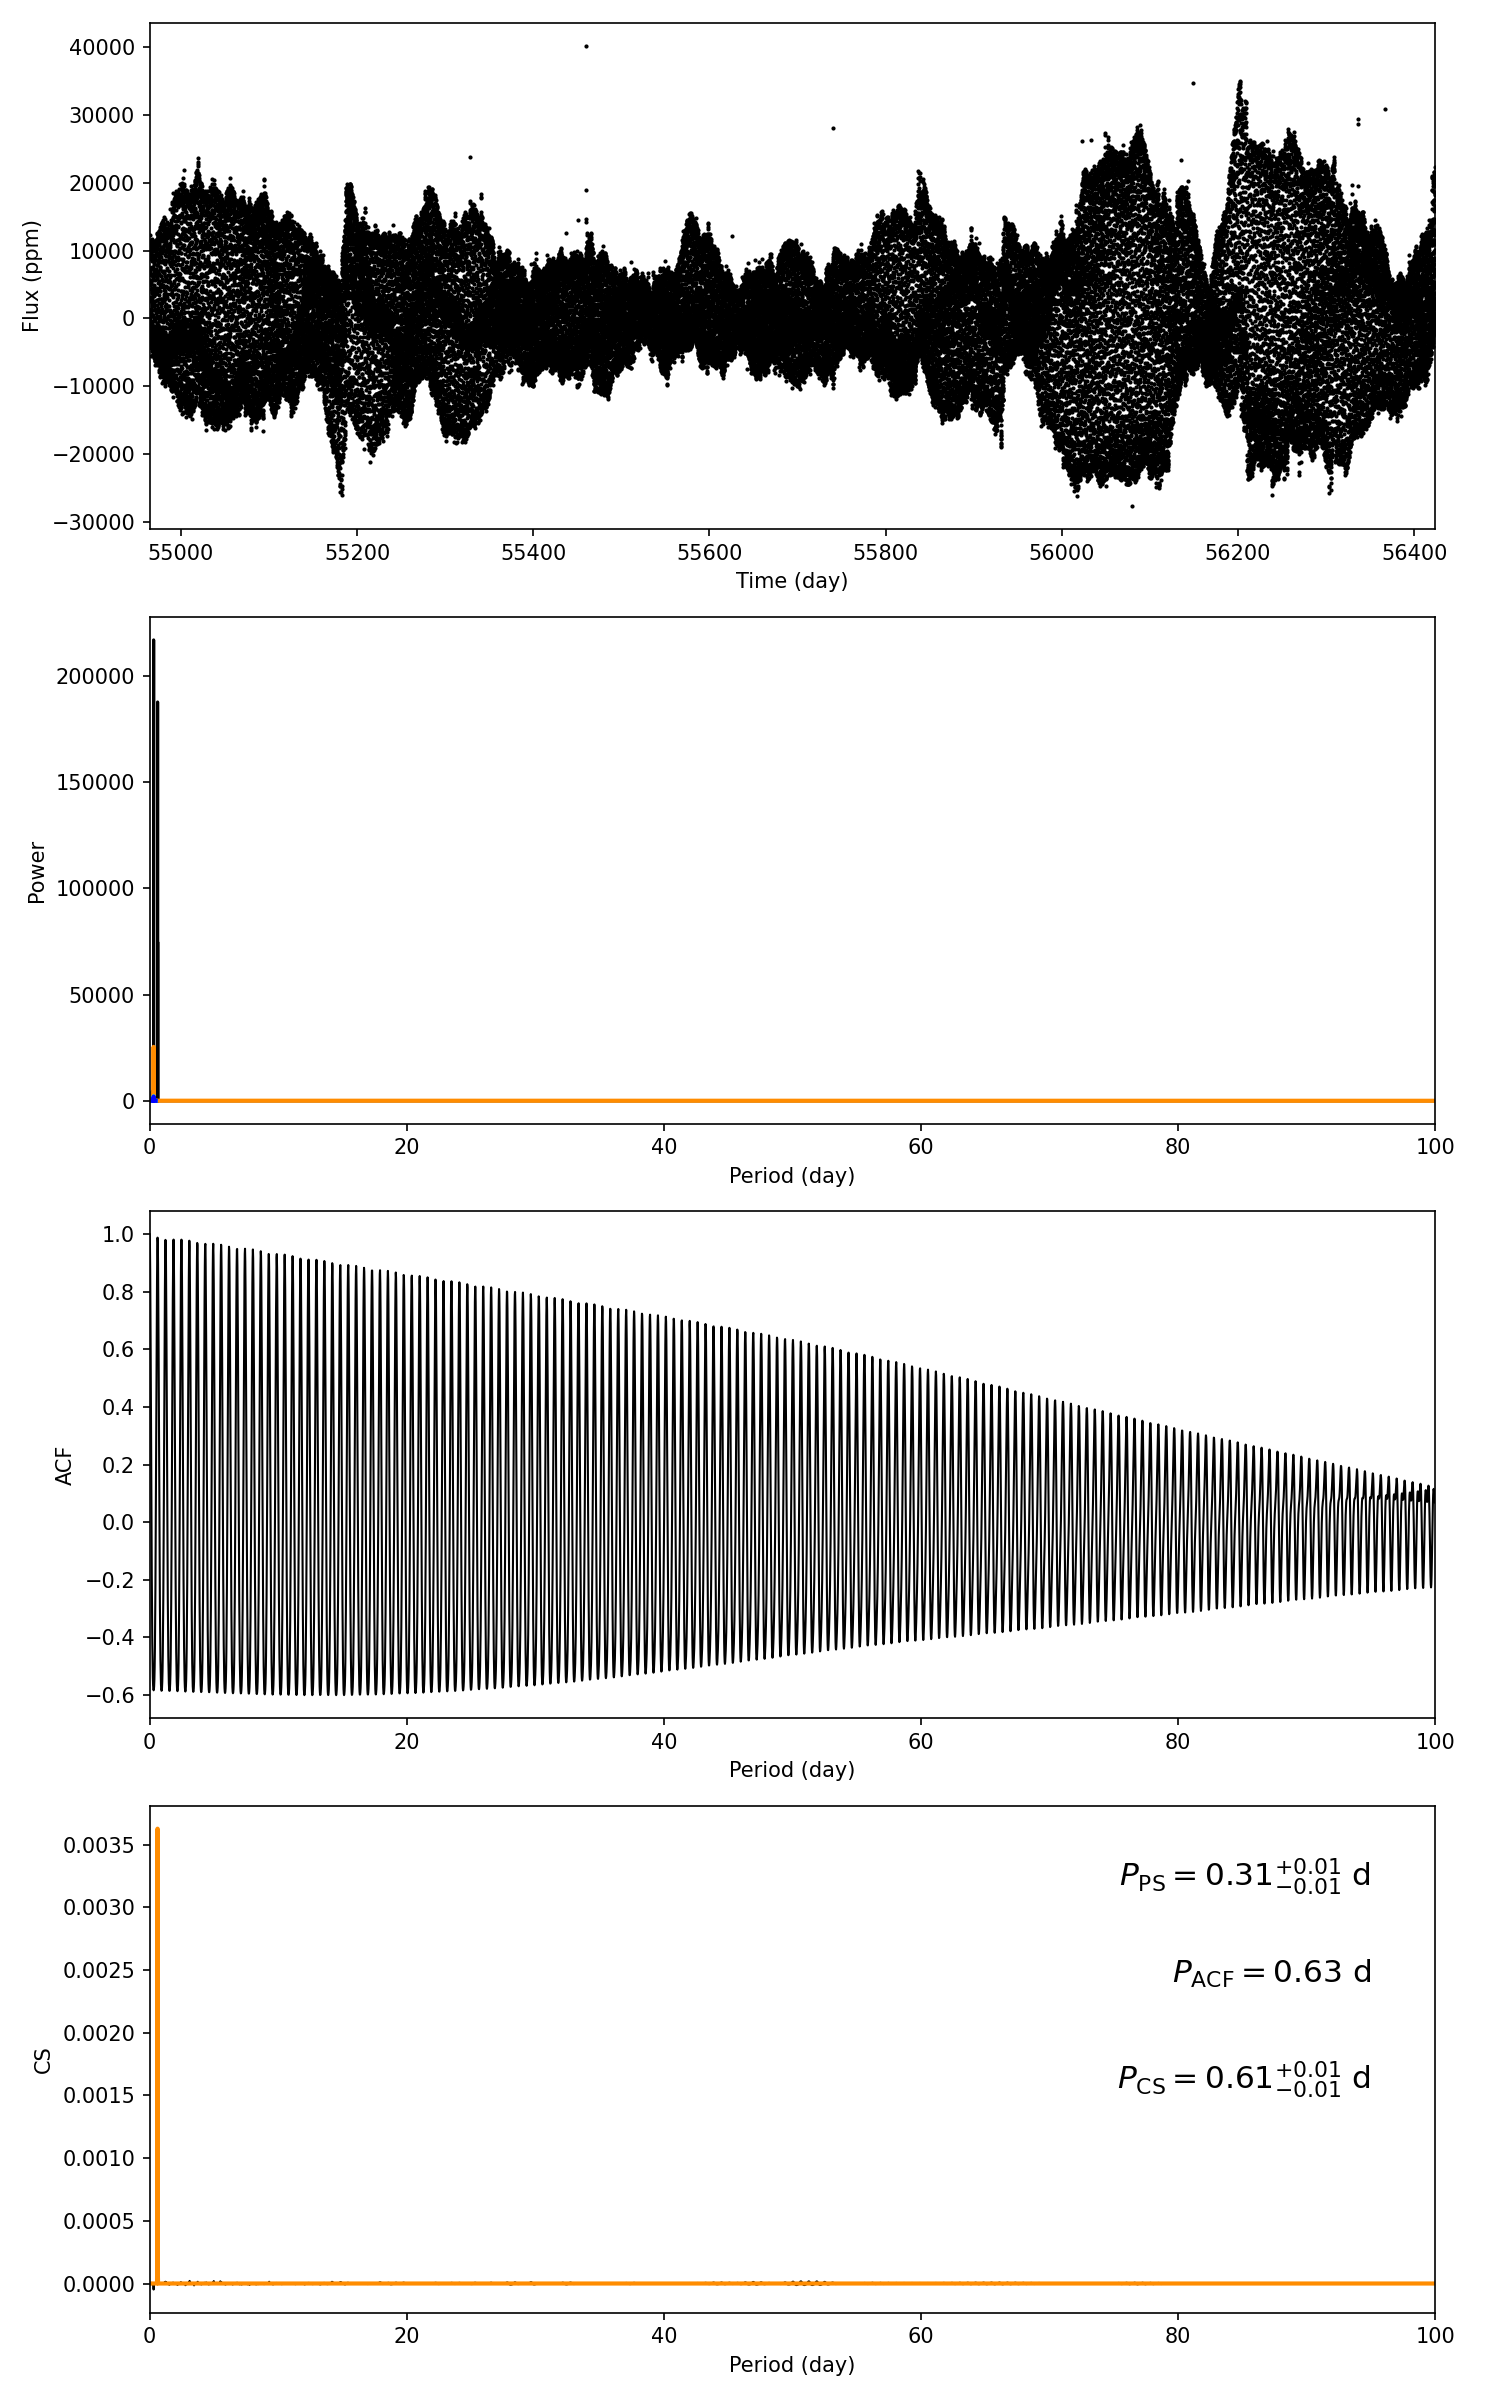 40000
30000
20000
10000
0
−10000
−20000
−30000
Flux (ppm)
55000 55200 55400 55600 55800 56000 56200 56400
Time (day)
200000
150000
100000
50000
0
Power
0 20 40 60 80 100
Period (day)
1.0
0.8
0.6
0.4
0.2
0.0
−0.2
−0.4
−0.6
ACF
0 20 40 60 80 100
Period (day)
0.0035
0.0030
0.0025
0.0020
0.0015
0.0010
0.0005
0.0000
CS
P_PS = 0.31 +0.01 −0.01 d
P_ACF = 0.63 d
P_CS = 0.61 +0.01 −0.01 d
0 20 40 60 80 100
Period (day)